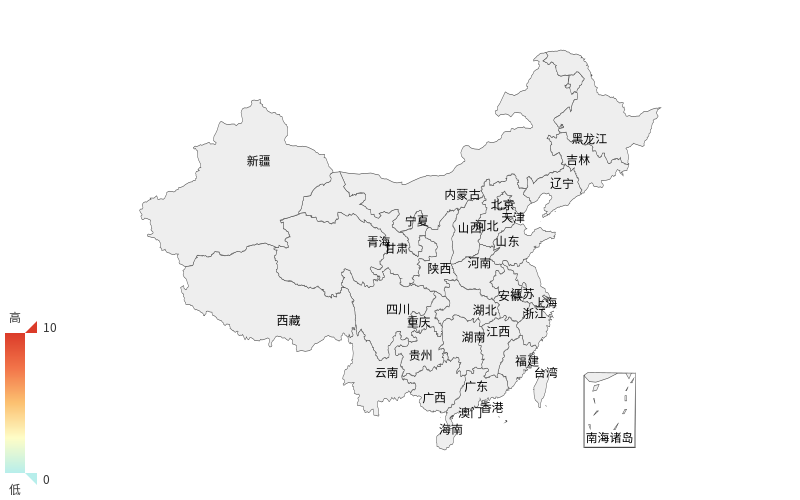 黑龙江
吉林
新疆
辽宁
内蒙古
北京
天津
宁夏
山西
河北
青海
甘肃
山东
陕西
河南
安徽
江苏
上海
四川
湖北
浙江
西藏
重庆
湖南
江西
贵州
福建
云南
台湾
广东
广西
香港
澳门
海南
南海诸岛
高
10
0
低